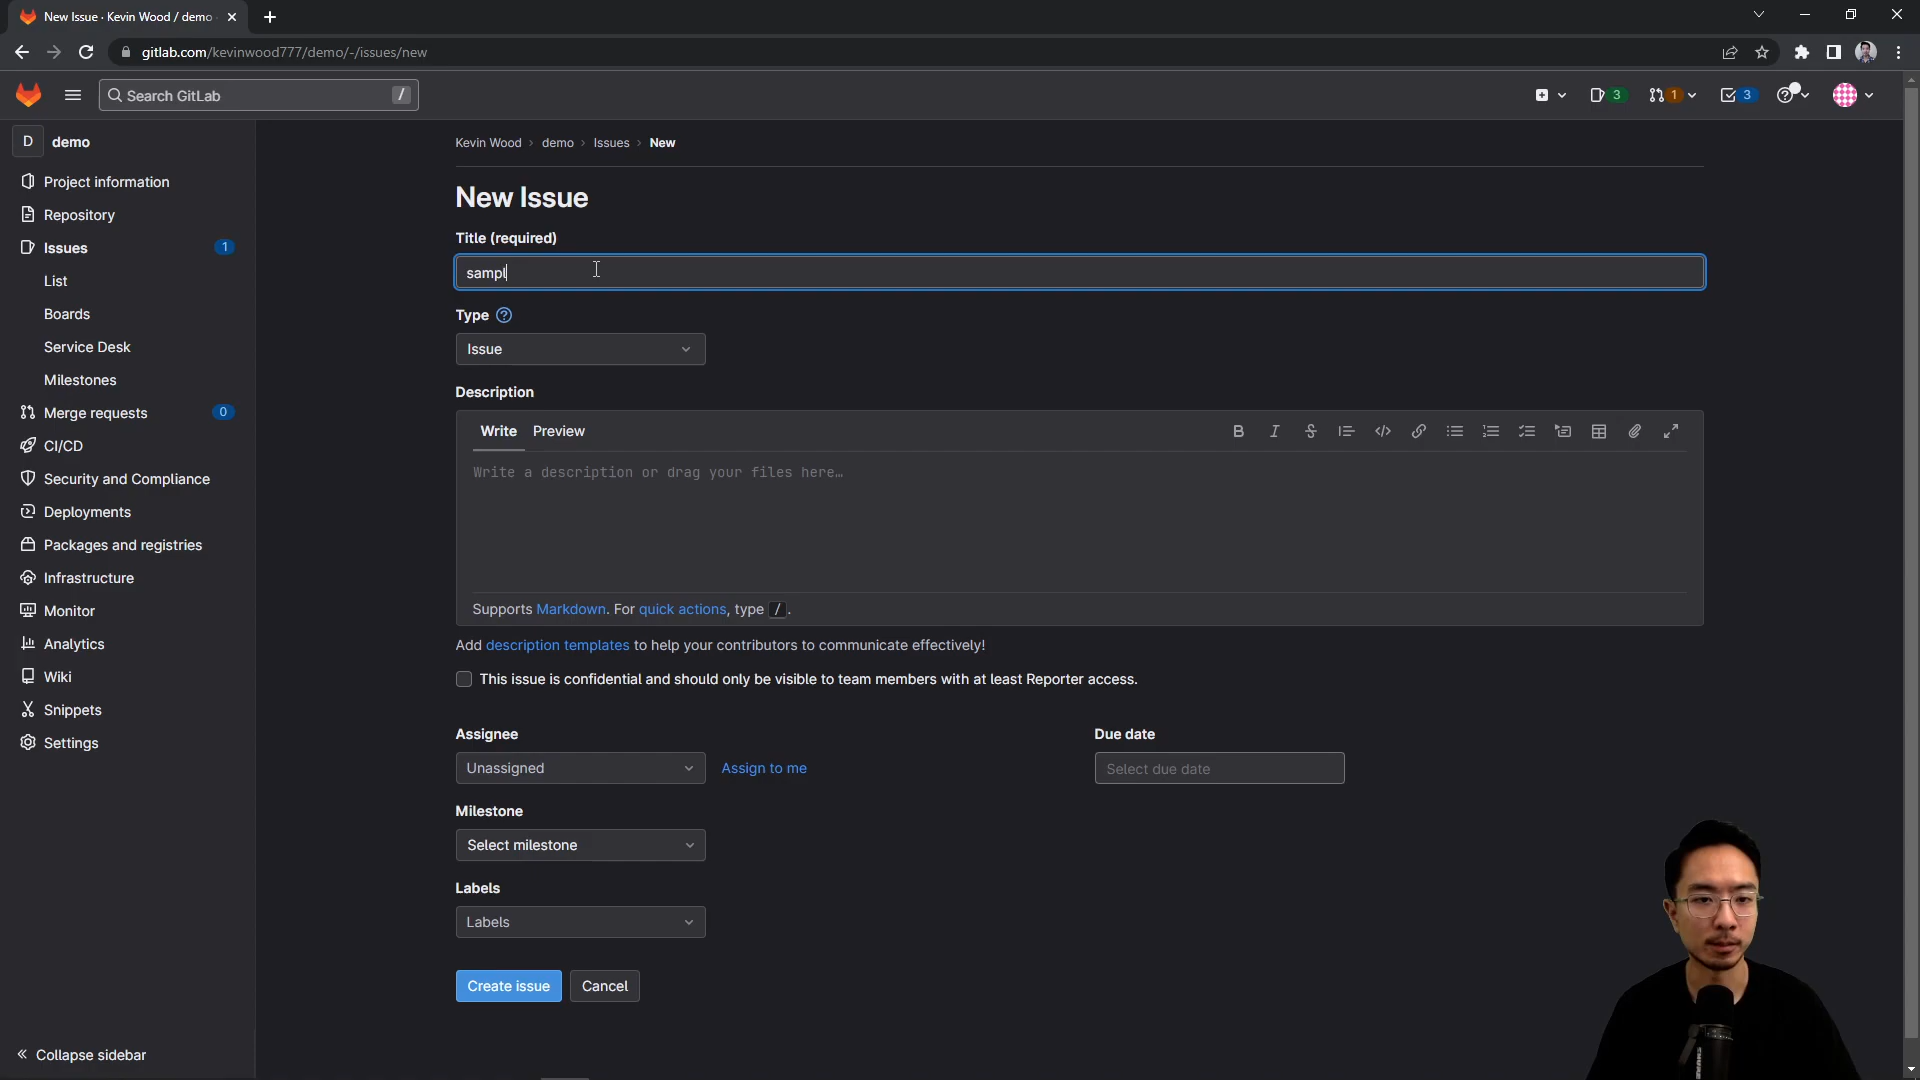 New Issue · Kevin Wood / demo
gitlab.com/kevinwood777/demo/-/issues/new
Search GitLab /
3 1 3
D demo
Project information
Repository
Issues 1
List
Boards
Service Desk
Milestones
Merge requests 0
CI/CD
Security and Compliance
Deployments
Packages and registries
Infrastructure
Monitor
Analytics
Wiki
Snippets
Settings
Collapse sidebar
Kevin Wood › demo › Issues › New
New Issue
Title (required)
sampl
Type
Issue
Description
Write Preview
Write a description or drag your files here…
Supports Markdown. For quick actions, type /.
Add description templates to help your contributors to communicate effectively!
This issue is confidential and should only be visible to team members with at least Reporter access.
Assignee
Unassigned Assign to me
Due date
Select due date
Milestone
Select milestone
Labels
Labels
Create issue Cancel